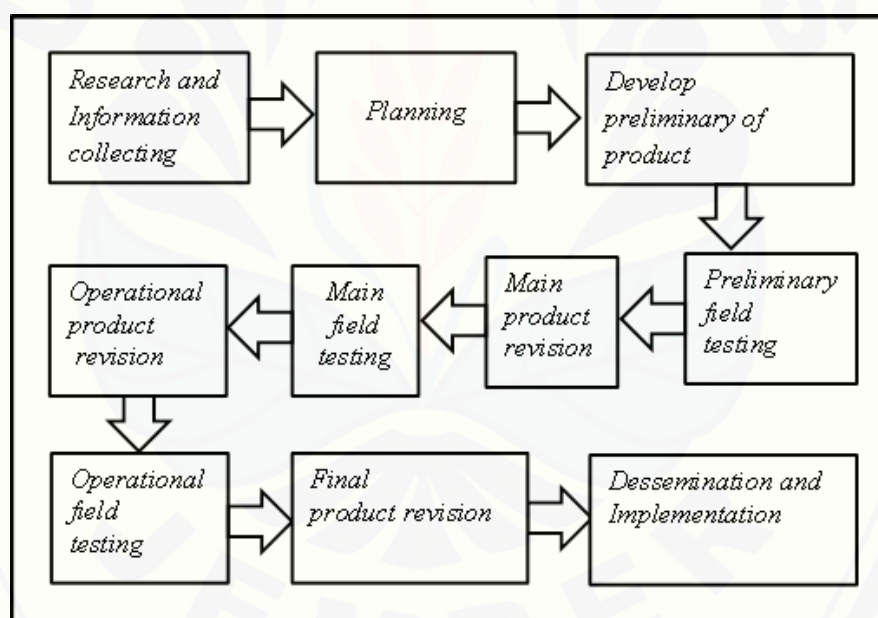 Research and
Information
collecting
Planning
Develop
preliminary of
product
Preliminary
field
testing
Main
product
revision
Main
field
testing
Operational
product
revision
Operational
field
testing
Final
product revision
Dessemination and
Implementation